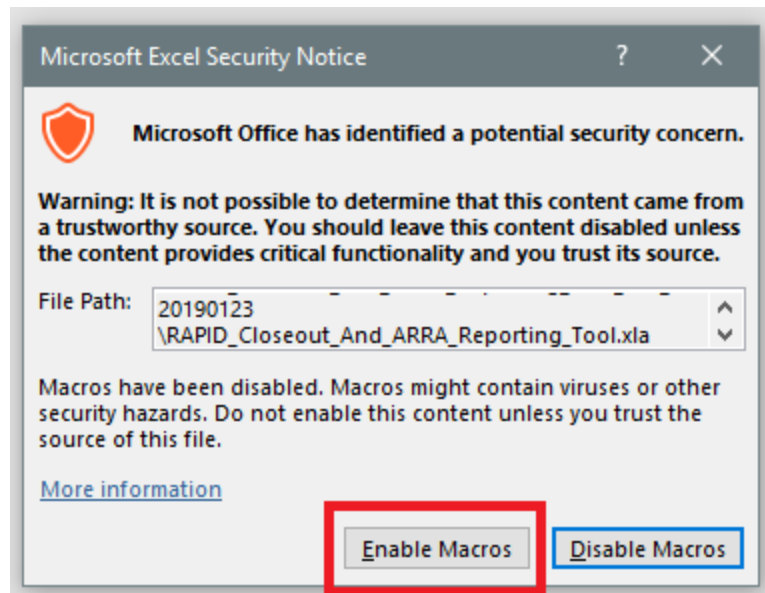 Microsoft Excel Security Notice ? ×
Microsoft Office has identified a potential security concern.
Warning: It is not possible to determine that this content came from
a trustworthy source. You should leave this content disabled unless
the content provides critical functionality and you trust its source.
File Path:
20190123
\RAPID_Closeout_And_ARRA_Reporting_Tool.xla
Macros have been disabled. Macros might contain viruses or other
security hazards. Do not enable this content unless you trust the
source of this file.
More information
Enable Macros Disable Macros